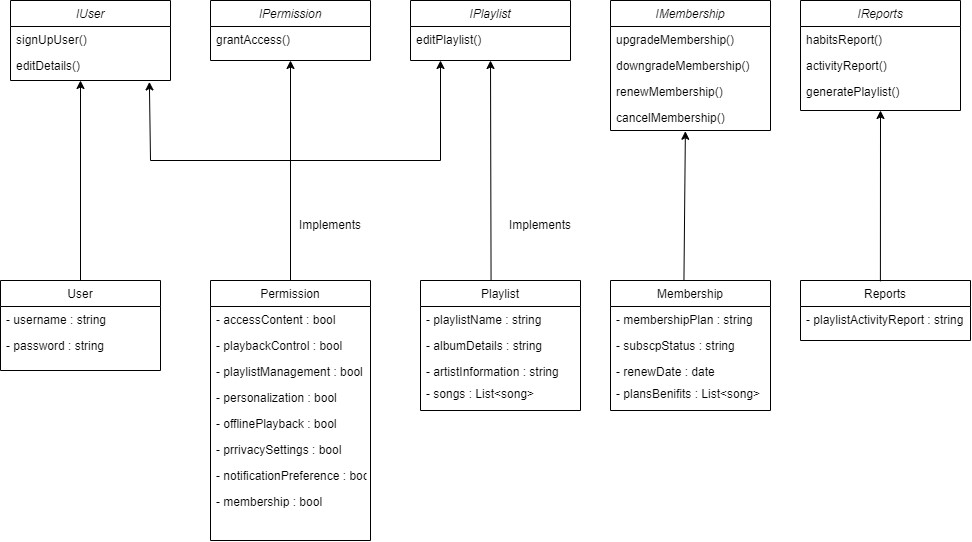 IUser
signUpUser()
editDetails()
IPermission
grantAccess()
IPlaylist
editPlaylist()
IMembership
upgradeMembership()
downgradeMembership()
renewMembership()
cancelMembership()
IReports
habitsReport()
activityReport()
generatePlaylist()
Implements
Implements
User
- username : string
- password : string
Permission
- accessContent : bool
- playbackControl : bool
- playlistManagement : bool
- personalization : bool
- offlinePlayback : bool
- prrivacySettings : bool
- notificationPreference : boo
- membership : bool
Playlist
- playlistName : string
- albumDetails : string
- artistInformation : string
- songs : List<song>
Membership
- membershipPlan : string
- subscpStatus : string
- renewDate : date
- plansBenifits : List<song>
Reports
- playlistActivityReport : string